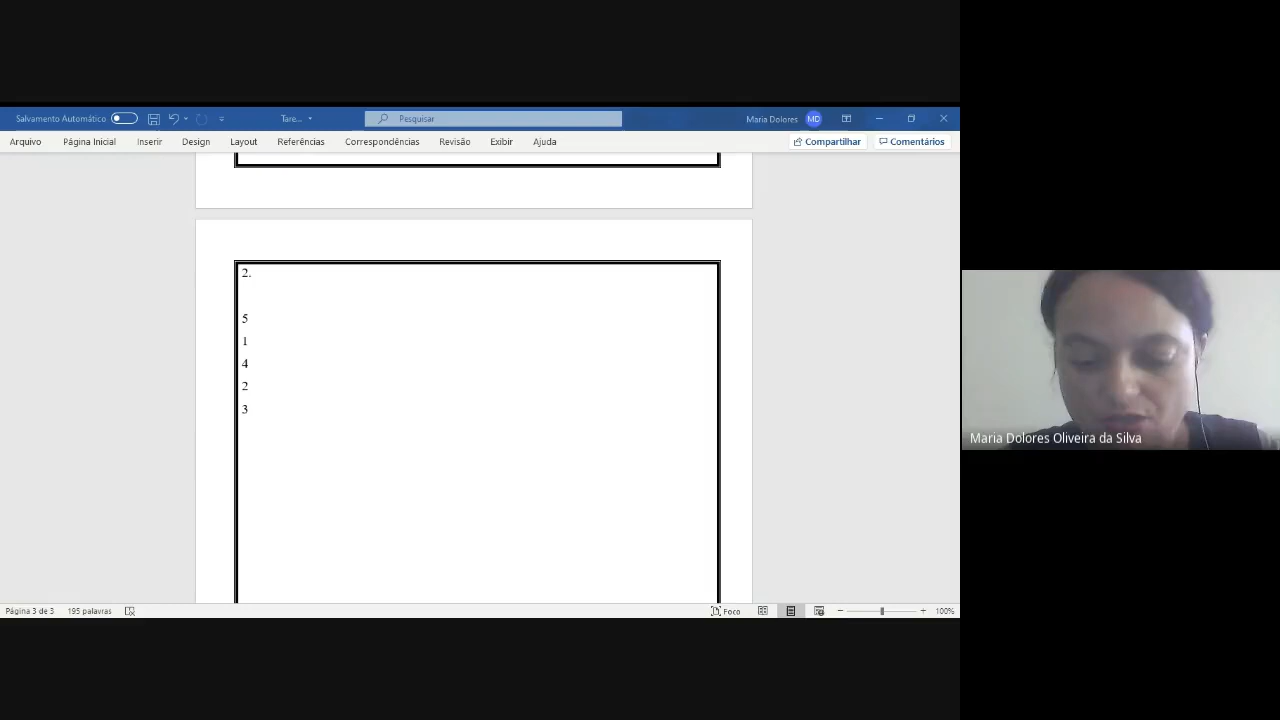 Salvamento Automático
Tare...
Pesquisar
Maria Dolores
MD
Arquivo
Página Inicial
Inserir
Design
Layout
Referências
Correspondências
Revisão
Exibir
Ajuda
Compartilhar
Comentários
2.
5
1
4
2
3
Maria Dolores Oliveira da Silva
Página 3 de 3
195 palavras
Foco
100%